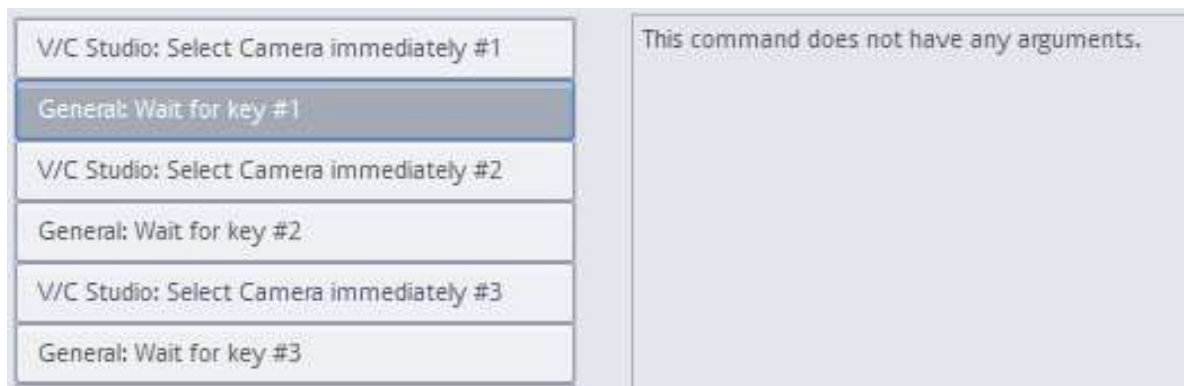 V/C Studio: Select Camera immediately #1
General: Wait for key #1
V/C Studio: Select Camera immediately #2
General: Wait for key #2
V/C Studio: Select Camera immediately #3
General: Wait for key #3
This command does not have any arguments.